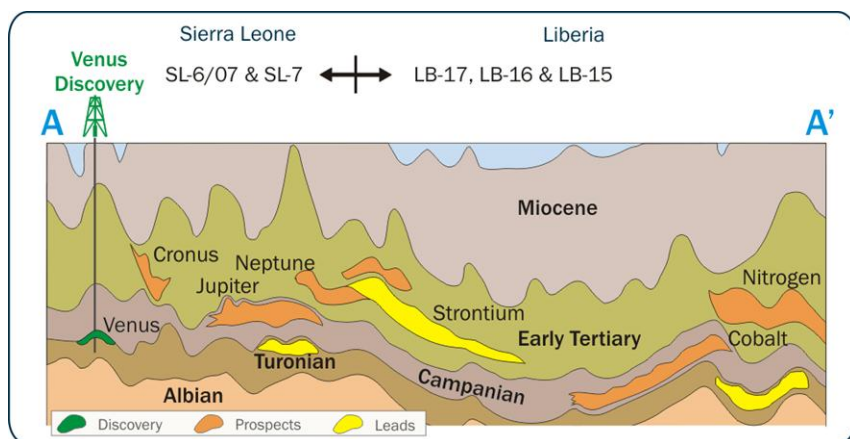 Sierra Leone
Liberia
Venus
Discovery
SL-6/07 & SL-7
LB-17, LB-16 & LB-15
A
A'
Miocene
Cronus
Neptune
Jupiter
Nitrogen
Strontium
Venus
Early Tertiary
Cobalt
Turonian
Campanian
Albian
Discovery
Prospects
Leads